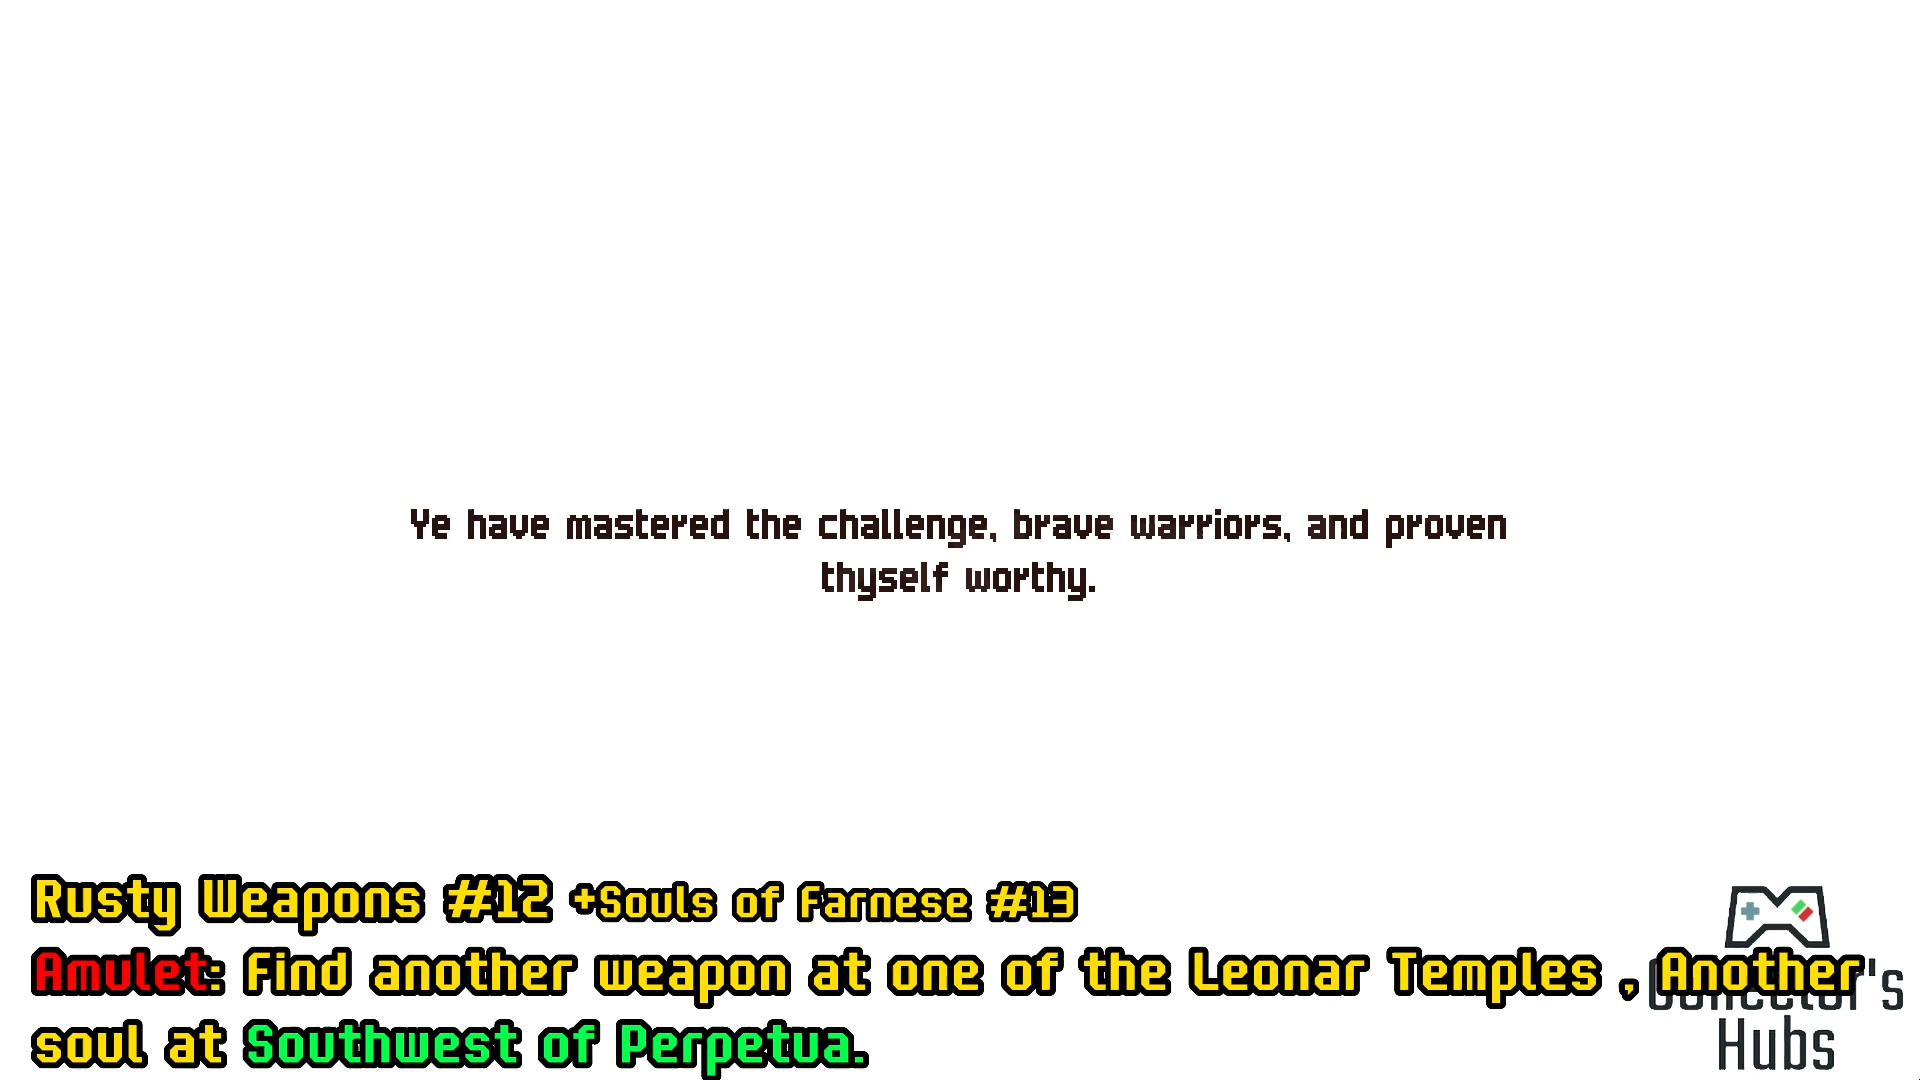 Ye have mastered the challenge, brave warriors, and proven
thyself worthy.
Rusty Weapons #12 +Souls of Farnese #13
Amulet: Find another weapon at one of the Leonar Temples , Another
soul at Southwest of Perpetua.
Collector's
Hubs